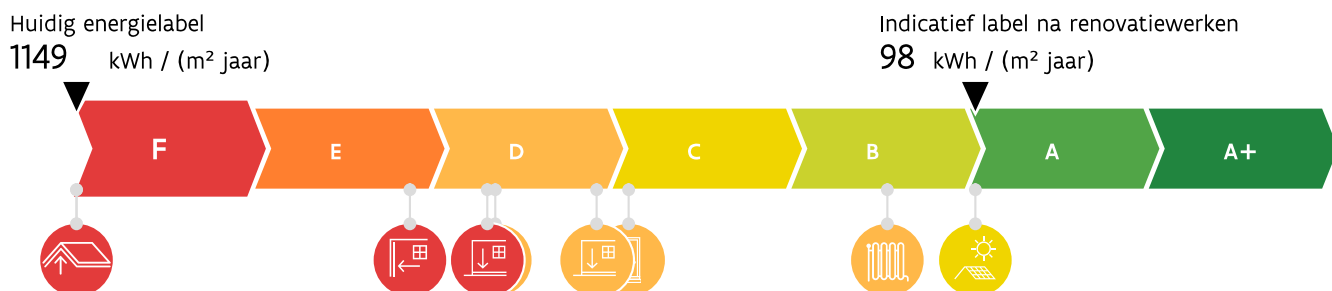 Huidig energielabel
1149 kWh / (m² jaar)
Indicatief label na renovatiewerken
98 kWh / (m² jaar)
F E D C B A A+